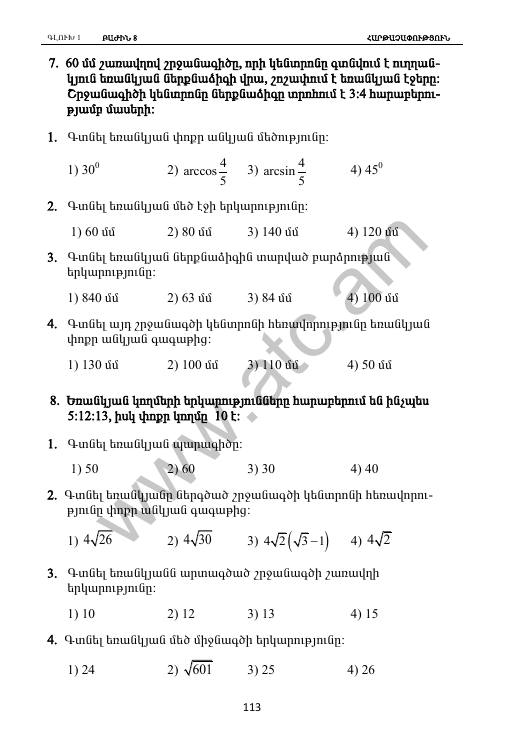 ԳԼՈՒԽ 1 ԲԱԺԻՆ 8 ՀԱՐԹԱՉԱՓՈՒԹՅՈՒՆ
7. 60 մմ շառավղով շրջանագիծը, որի կենտրոնը գտնվում է ուղղան-
կյուն եռանկյան ներքնաձիգի վրա, շոշափում է եռանկյան էջերը:
Շրջանագիծի կենտրոնը ներքնաձիգը տրոհում է 3:4 հարաբերու-
թյամբ մասերի:
1. Գտնել եռանկյան փոքր անկյան մեծությունը:
1) 30⁰ 2) arccos 4/5 3) arcsin 4/5 4) 45⁰
2. Գտնել եռանկյան մեծ էջի երկարությունը:
1) 60 մմ 2) 80 մմ 3) 140 մմ 4) 120 մմ
3. Գտնել եռանկյան ներքնաձիգին տարված բարձրության
երկարությունը:
1) 840 մմ 2) 63 մմ 3) 84 մմ 4) 100 մմ
4. Գտնել այդ շրջանագծի կենտրոնի հեռավորությունը եռանկյան
փոքր անկյան գագաթից:
1) 130 մմ 2) 100 մմ 3) 110 մմ 4) 50 մմ
8. Եռանկյան կողմերի երկարությունները հարաբերում են ինչպես
5:12:13, իսկ փոքր կողմը 10 է:
1. Գտնել եռանկյան պարագիծը:
1) 50 2) 60 3) 30 4) 40
2. Գտնել եռանկյանը ներգծած շրջանագծի կենտրոնի հեռավորու-
թյունը փոքր անկյան գագաթից:
1) 4√26 2) 4√30 3) 4√2(√3−1) 4) 4√2
3. Գտնել եռանկյանն արտագծած շրջանագծի շառավղի
երկարությունը:
1) 10 2) 12 3) 13 4) 15
4. Գտնել եռանկյան մեծ միջնագծի երկարությունը:
1) 24 2) √601 3) 25 4) 26
113
www.atc.am